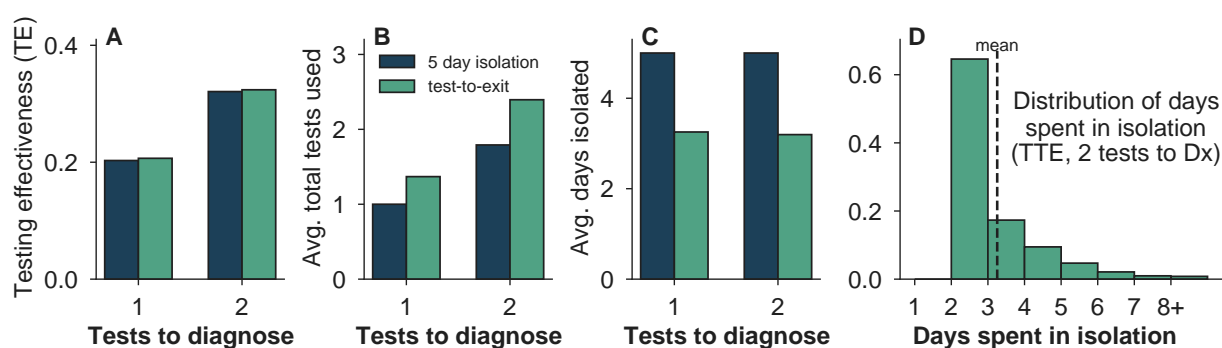 A
Testing effectiveness (TE)
0.4
0.2
0.0
1
2
Tests to diagnose
B
Avg. total tests used
3
2
1
0
5 day isolation
test-to-exit
1
2
Tests to diagnose
C
Avg. days isolated
4
2
0
1
2
Tests to diagnose
D
mean
0.6
0.4
0.2
0.0
Distribution of days
spent in isolation
(TTE, 2 tests to Dx)
1
2
3
4
5
6
7
8+
Days spent in isolation